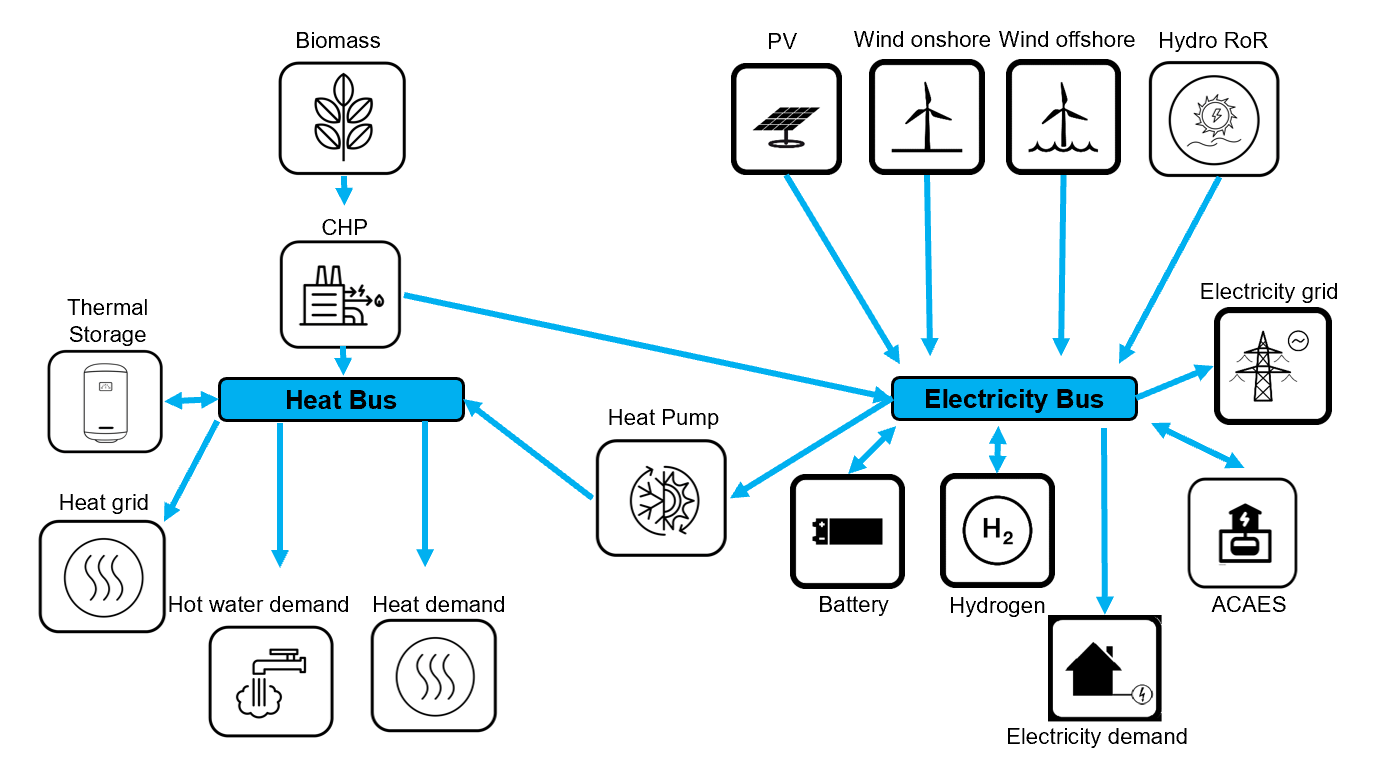 Biomass
PV
Wind onshore
Wind offshore
Hydro RoR
CHP
Electricity grid
Thermal
Storage
Heat Bus
Electricity Bus
Heat Pump
Heat grid
Hot water demand
Heat demand
H2
Battery
Hydrogen
ACAES
Electricity demand